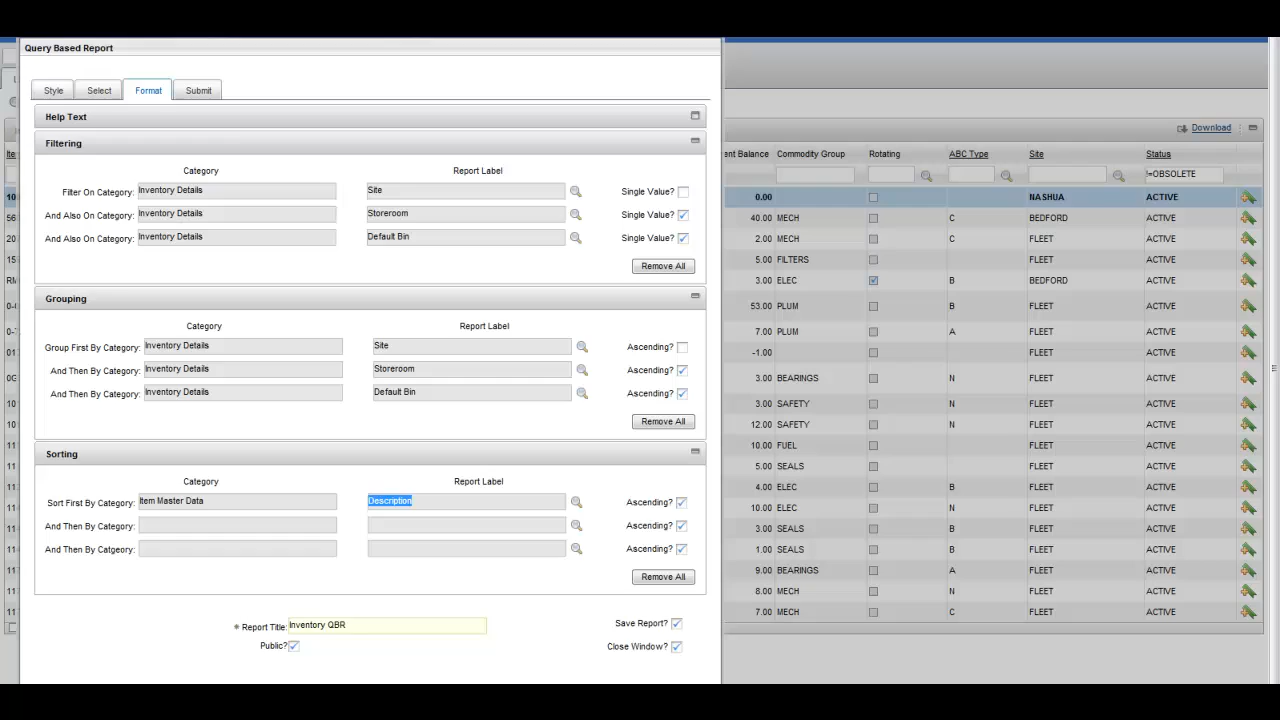 Query Based Report
Style Select Format Submit
Help Text
Filtering
Category Report Label
Filter On Category: Inventory Details Site Single Value?
And Also On Category: Inventory Details Storeroom Single Value?
And Also On Category: Inventory Details Default Bin Single Value?
Remove All
Grouping
Category Report Label
Group First By Category: Inventory Details Site Ascending?
And Then By Category: Inventory Details Storeroom Ascending?
And Then By Category: Inventory Details Default Bin Ascending?
Remove All
Sorting
Category Report Label
Sort First By Category: Item Master Data Description Ascending?
And Then By Catgeory: Ascending?
And Then By Catgeory: Ascending?
Remove All
* Report Title: Inventory QBR Save Report?
Public? Close Window?
Download
ent Balance Commodity Group Rotating ABC Type Site Status
!=OBSOLETE
0.00 NASHUA ACTIVE
40.00 MECH C BEDFORD ACTIVE
2.00 MECH C FLEET ACTIVE
5.00 FILTERS FLEET ACTIVE
3.00 ELEC B BEDFORD ACTIVE
53.00 PLUM B FLEET ACTIVE
7.00 PLUM A FLEET ACTIVE
-1.00 FLEET ACTIVE
3.00 BEARINGS N FLEET ACTIVE
3.00 SAFETY N FLEET ACTIVE
12.00 SAFETY N FLEET ACTIVE
10.00 FUEL FLEET ACTIVE
5.00 SEALS FLEET ACTIVE
4.00 ELEC B FLEET ACTIVE
10.00 ELEC N FLEET ACTIVE
3.00 SEALS B FLEET ACTIVE
1.00 SEALS B FLEET ACTIVE
9.00 BEARINGS A FLEET ACTIVE
8.00 MECH N FLEET ACTIVE
7.00 MECH C FLEET ACTIVE